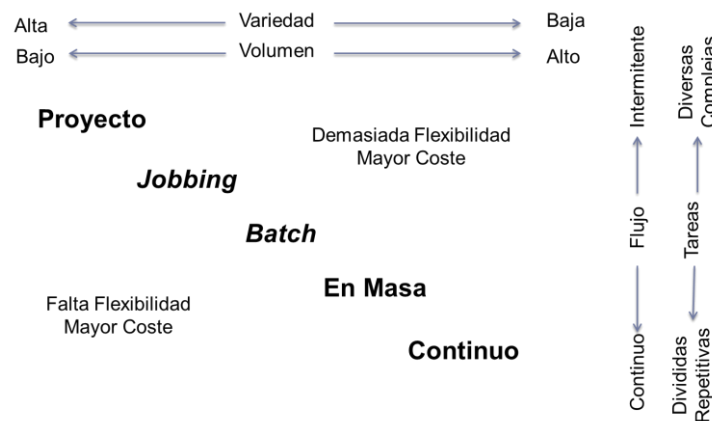 Alta Variedad Baja
Bajo Volumen Alto
Proyecto
Demasiada Flexibilidad
Mayor Coste
Jobbing
Batch
En Masa
Falta Flexibilidad
Mayor Coste
Continuo
Intermitente
Flujo
Continuo
Diversas
Complejas
Tareas
Divididas
Repetitivas